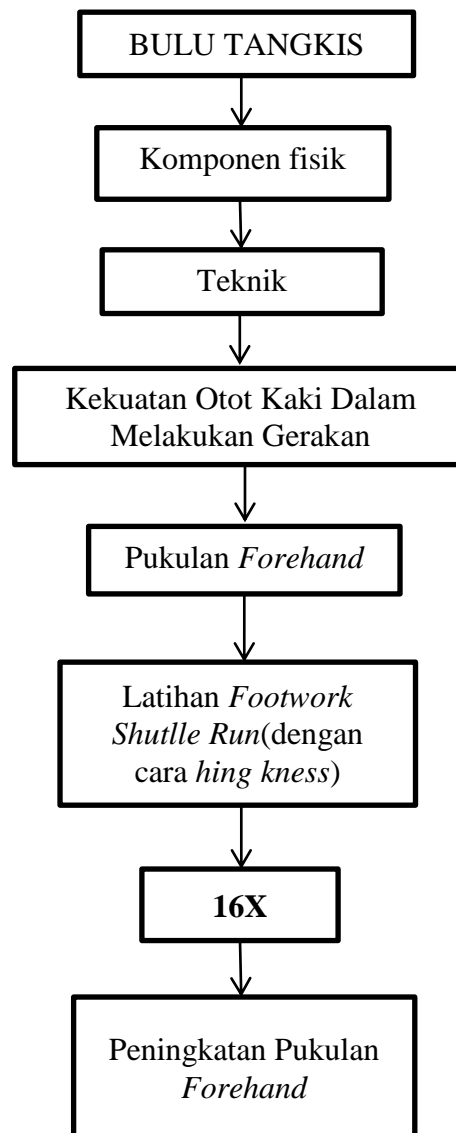 BULU TANGKIS
Komponen fisik
Teknik
Kekuatan Otot Kaki Dalam
Melakukan Gerakan
Pukulan Forehand
Latihan Footwork
Shutlle Run(dengan
cara hing kness)
16X
Peningkatan Pukulan
Forehand